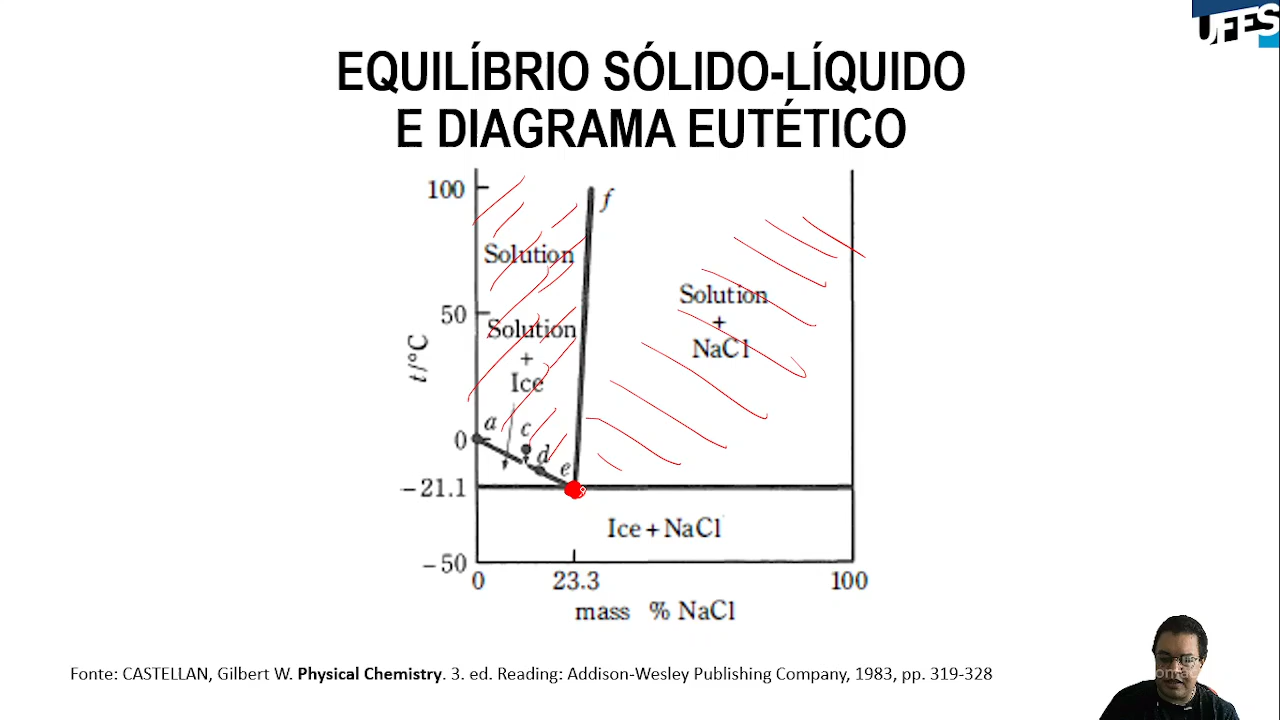 UFES
EQUILÍBRIO SÓLIDO-LÍQUIDO
E DIAGRAMA EUTÉTICO
100
f
Solution
50
Solution
+
Ice
Solution
+
NaCl
t/°C
a
c
0
d
e
−21.1
Ice + NaCl
−50
0
23.3
100
mass % NaCl
Fonte: CASTELLAN, Gilbert W. Physical Chemistry. 3. ed. Reading: Addison-Wesley Publishing Company, 1983, pp. 319-328